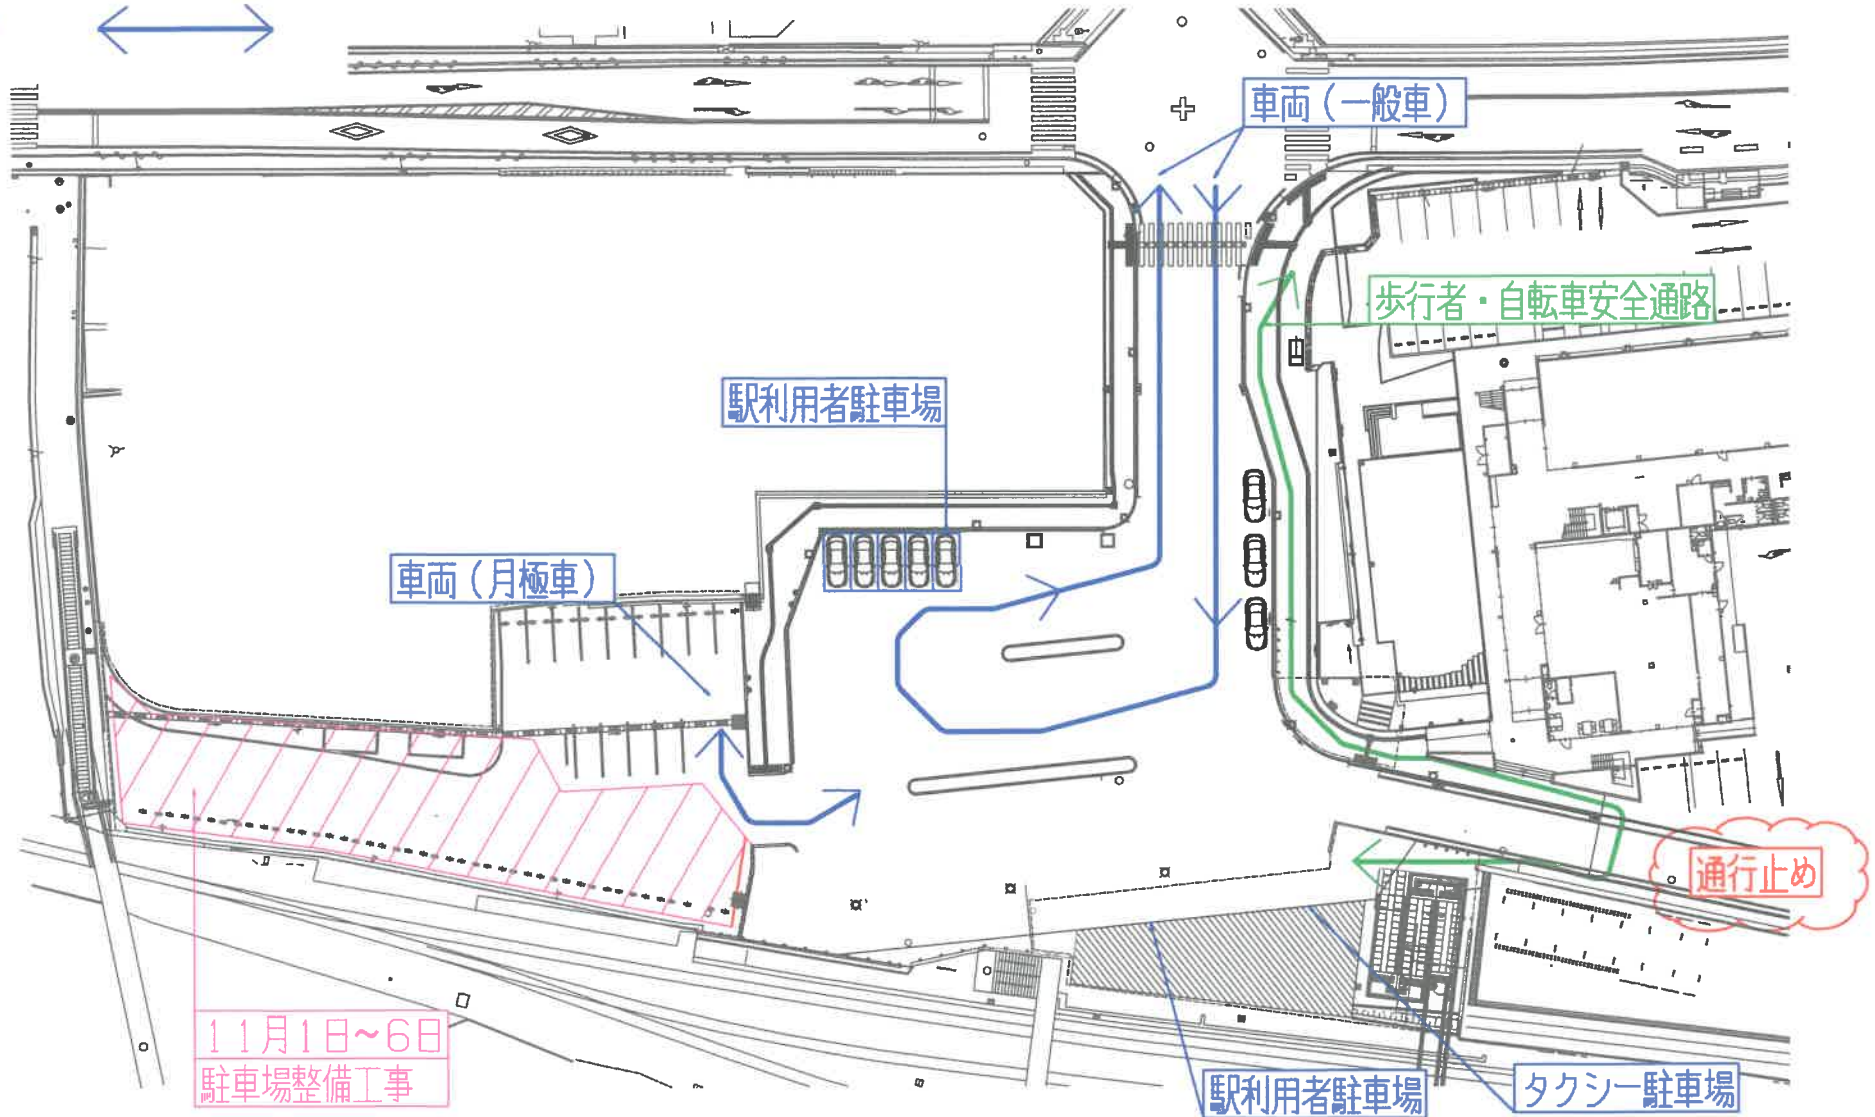 車両（一般車）
歩行者・自転車安全通路
駅利用者駐車場
車両（月極車）
通行止め
11月1日～6日
駐車場整備工事
駅利用者駐車場
タクシー駐車場